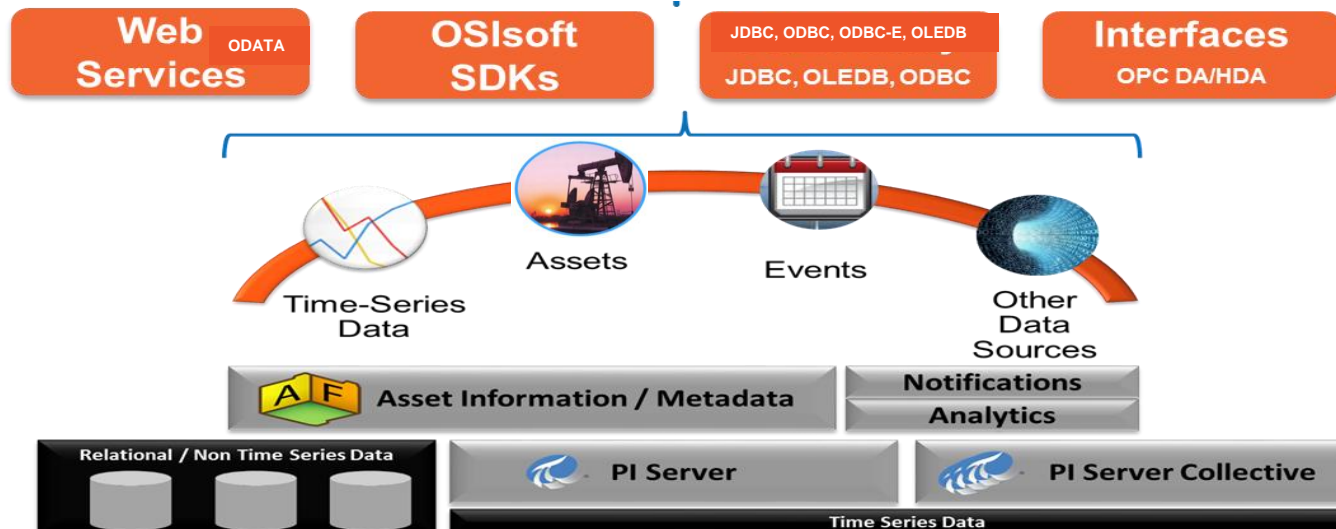 Web
Services
ODATA
OSIsoft
SDKs
JDBC, ODBC, ODBC-E, OLEDB
JDBC, OLEDB, ODBC
Interfaces
OPC DA/HDA
Time-Series
Data
Assets
Events
Other
Data
Sources
AF
Asset Information / Metadata
Notifications
Analytics
Relational / Non Time Series Data
PI Server
PI Server Collective
Time Series Data